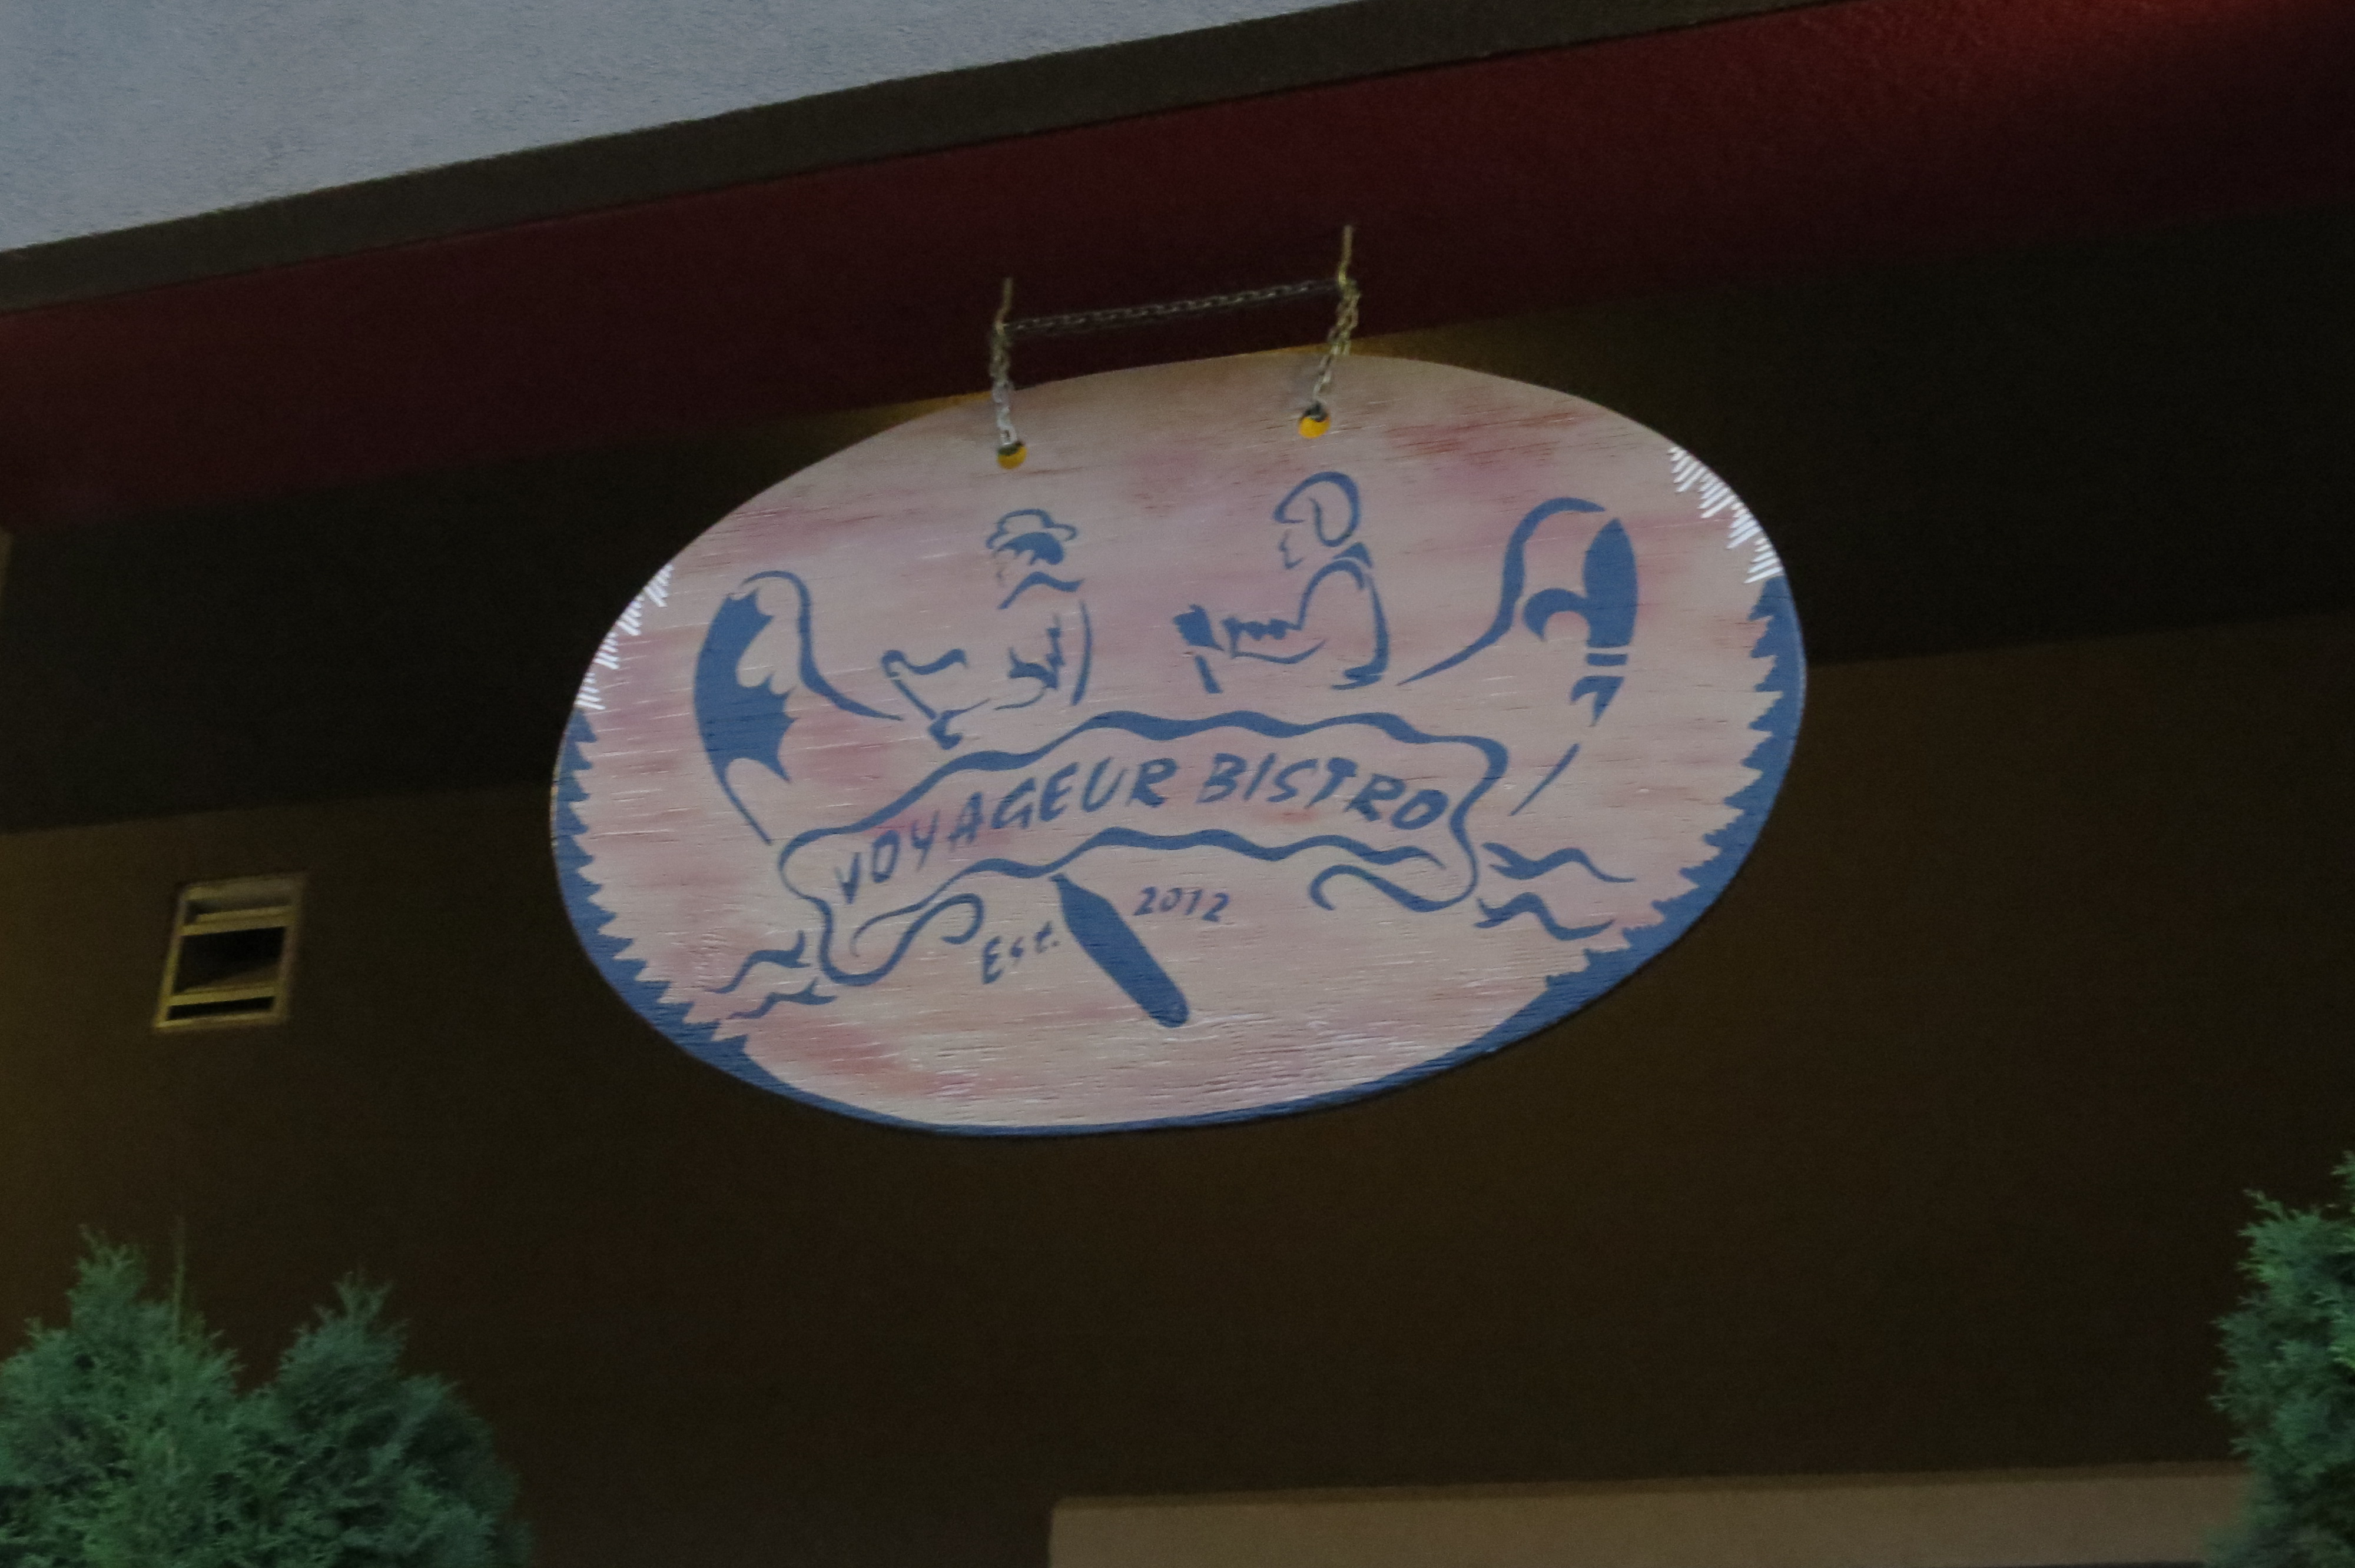 VOYAGEUR BISTRO
Est. 2012